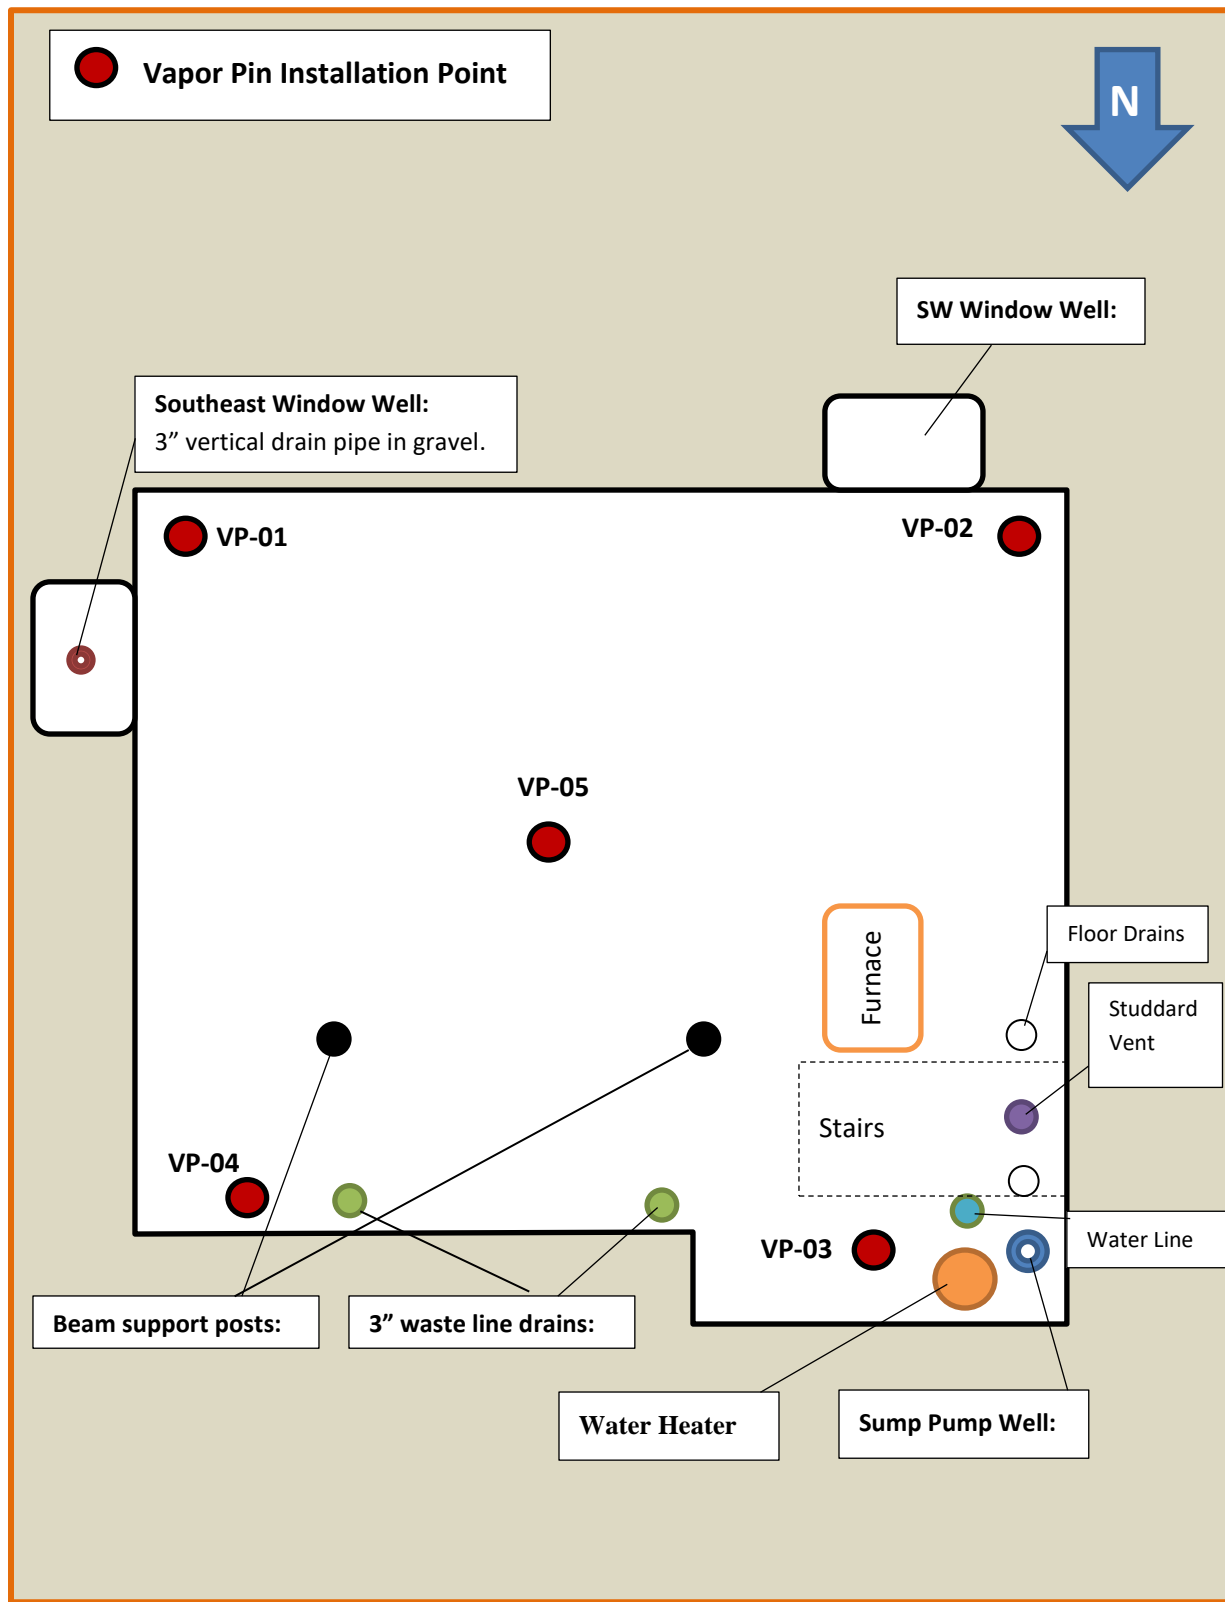 Vapor Pin Installation Point
N
SW Window Well:
Southeast Window Well:
3” vertical drain pipe in gravel.
VP-01
VP-02
VP-05
Furnace
Floor Drains
Studdard
Vent
Stairs
VP-04
VP-03
Water Line
Beam support posts:
3” waste line drains:
Water Heater
Sump Pump Well: